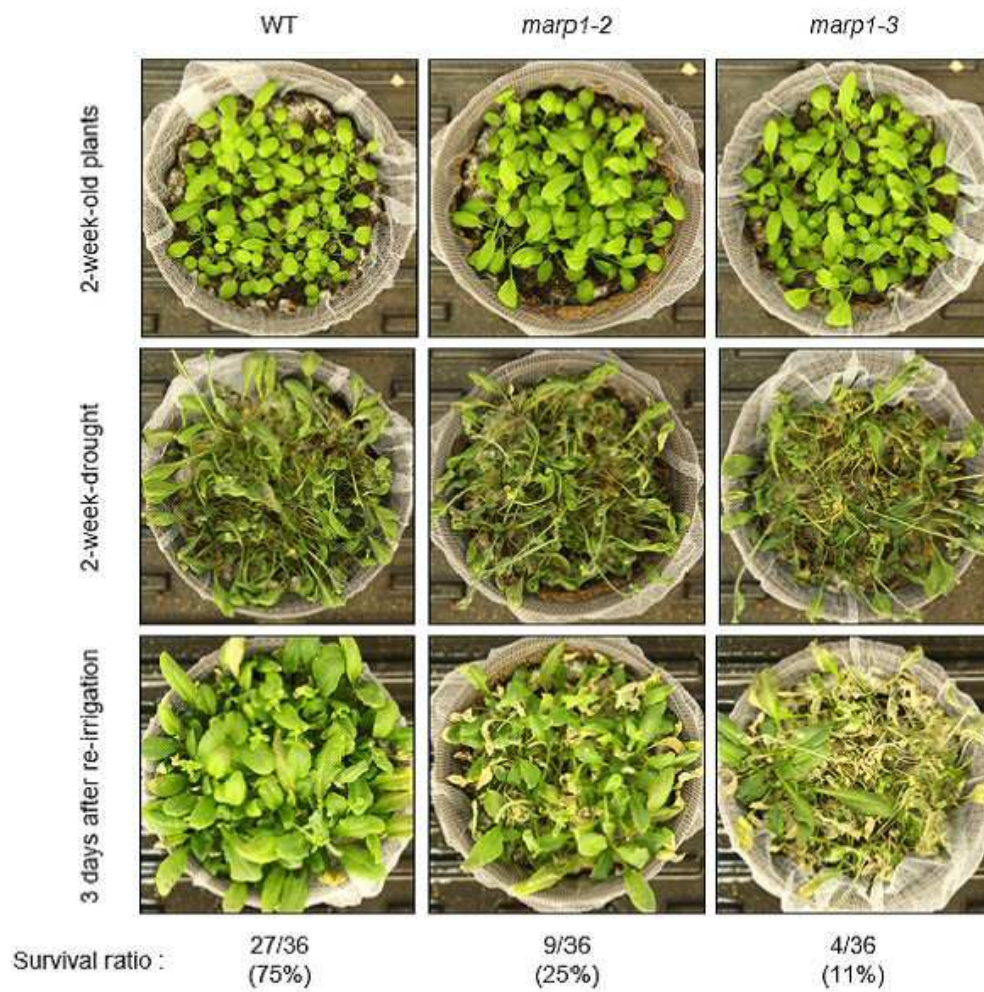 WT
marp1-2
marp1-3
2-week-old plants
2-week-drought
3 days after re-irrigation
Survival ratio :
27/36
(75%)
9/36
(25%)
4/36
(11%)